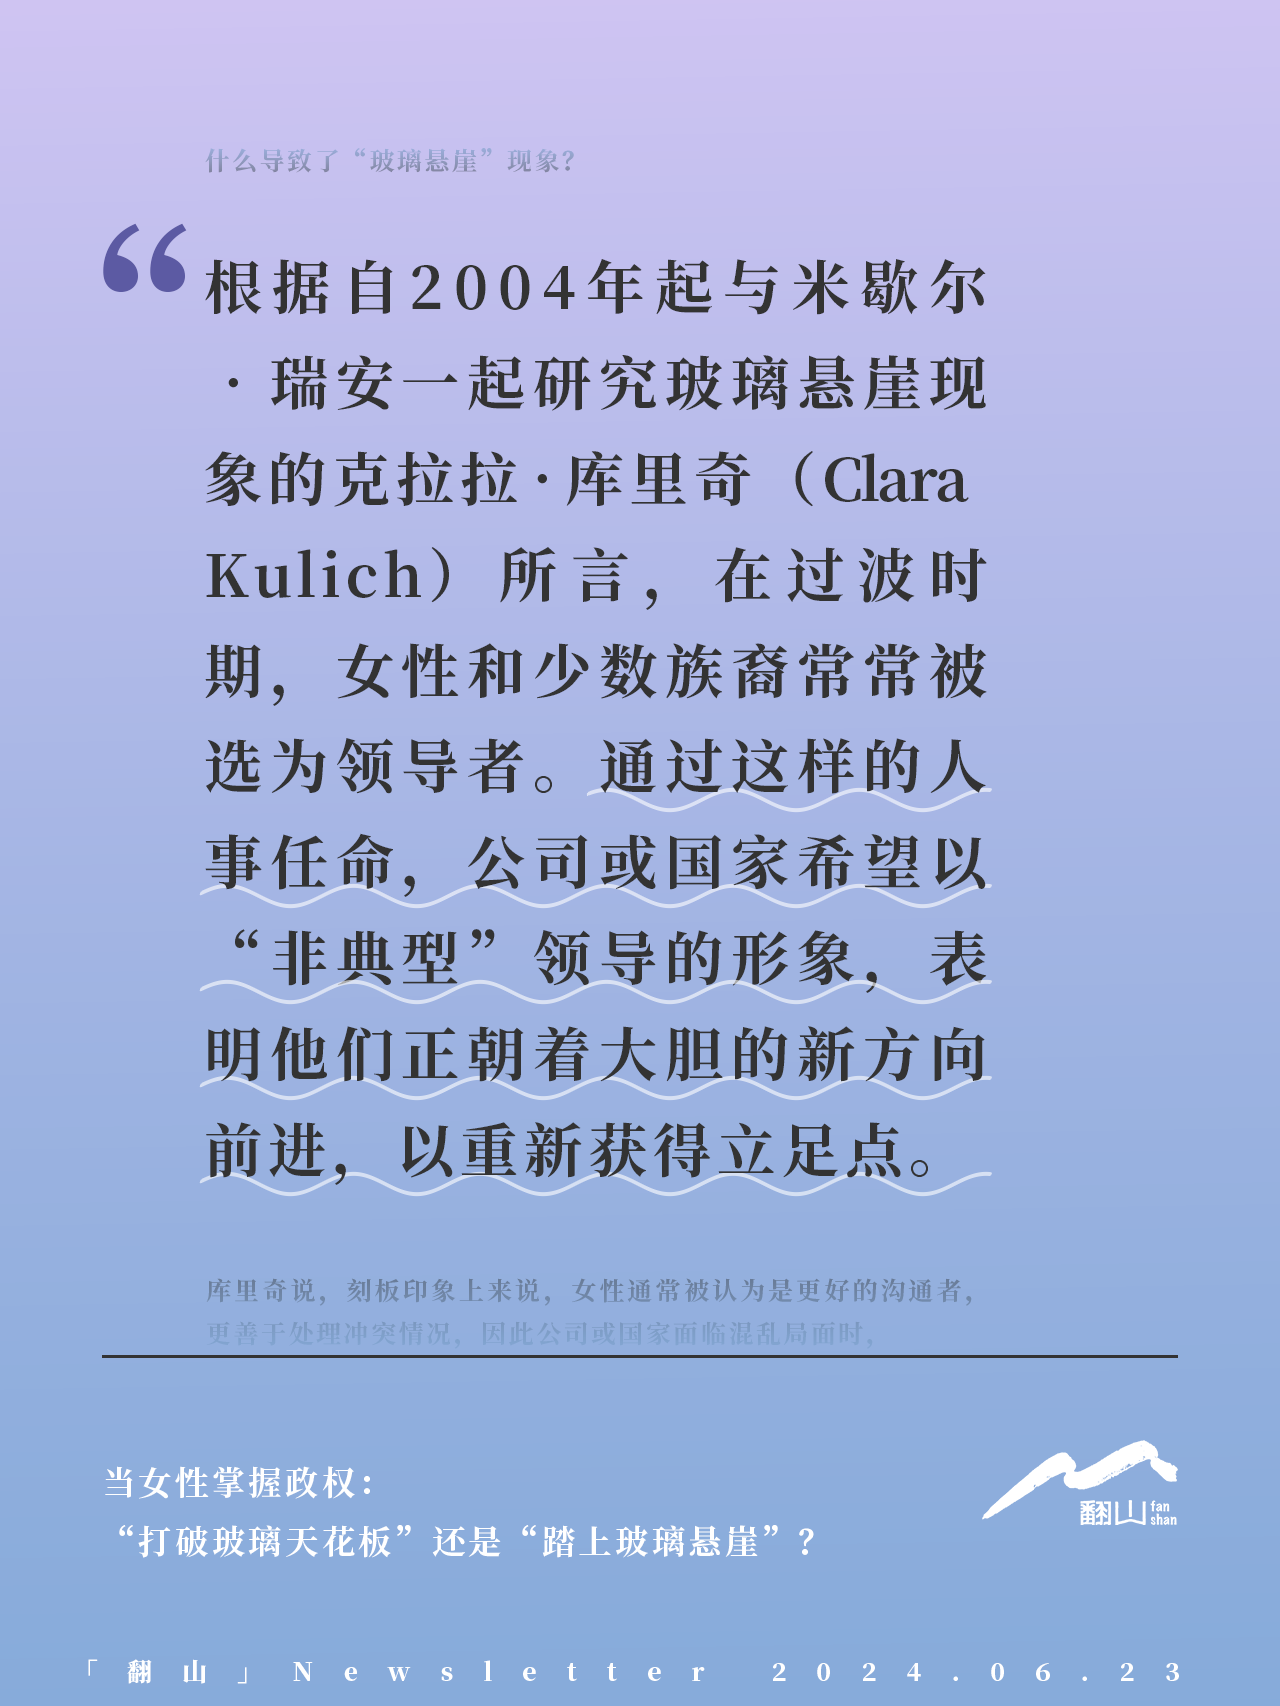 什么导致了“玻璃悬崖”现象？
“
根据自2004年起与米歇尔
·瑞安一起研究玻璃悬崖现
象的克拉拉·库里奇（Clara
Kulich）所言，在过波时
期，女性和少数族裔常常被
选为领导者。通过这样的人
事任命，公司或国家希望以
“非典型”领导的形象，表
明他们正朝着大胆的新方向
前进，以重新获得立足点。
库里奇说，刻板印象上来说，女性通常被认为是更好的沟通者，
更善于处理冲突情况，因此公司或国家面临混乱局面时，
当女性掌握政权：
“打破玻璃天花板”还是“踏上玻璃悬崖”？
翻山 fan shan
「翻山」Newsletter 2024.06.23